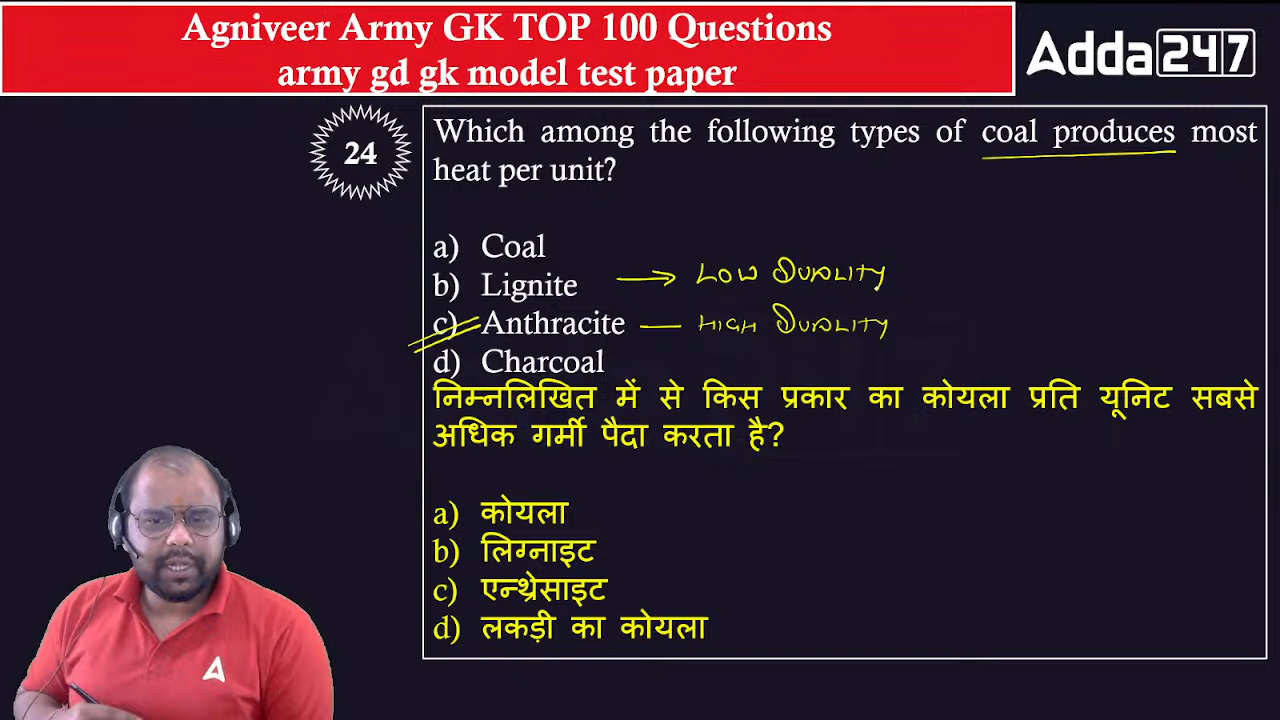 Agniveer Army GK TOP 100 Questions
army gd gk model test paper
Adda247
24
Which among the following types of coal produces most
heat per unit?
a) Coal
b) Lignite → LOW QUALITY
c) Anthracite — HIGH QUALITY
d) Charcoal
निम्नलिखित में से किस प्रकार का कोयला प्रति यूनिट सबसे
अधिक गर्मी पैदा करता है?
a) कोयला
b) लिग्नाइट
c) एन्थ्रेसाइट
d) लकड़ी का कोयला